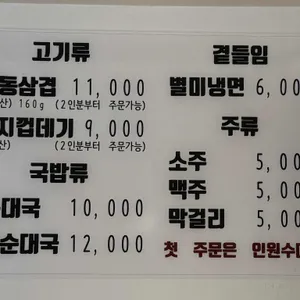 고기류
동삼겹 11,000
산) 160g (2인분부터 주문가능)
지껍데기 9,000
산) (2인분부터 주문가능)
국밥류
대국 10,000
순대국 12,000
곁들임
별미냉면 6,00
주류
소주 5,00
맥주 5,00
막걸리 5,00
첫 주문은 인원수대